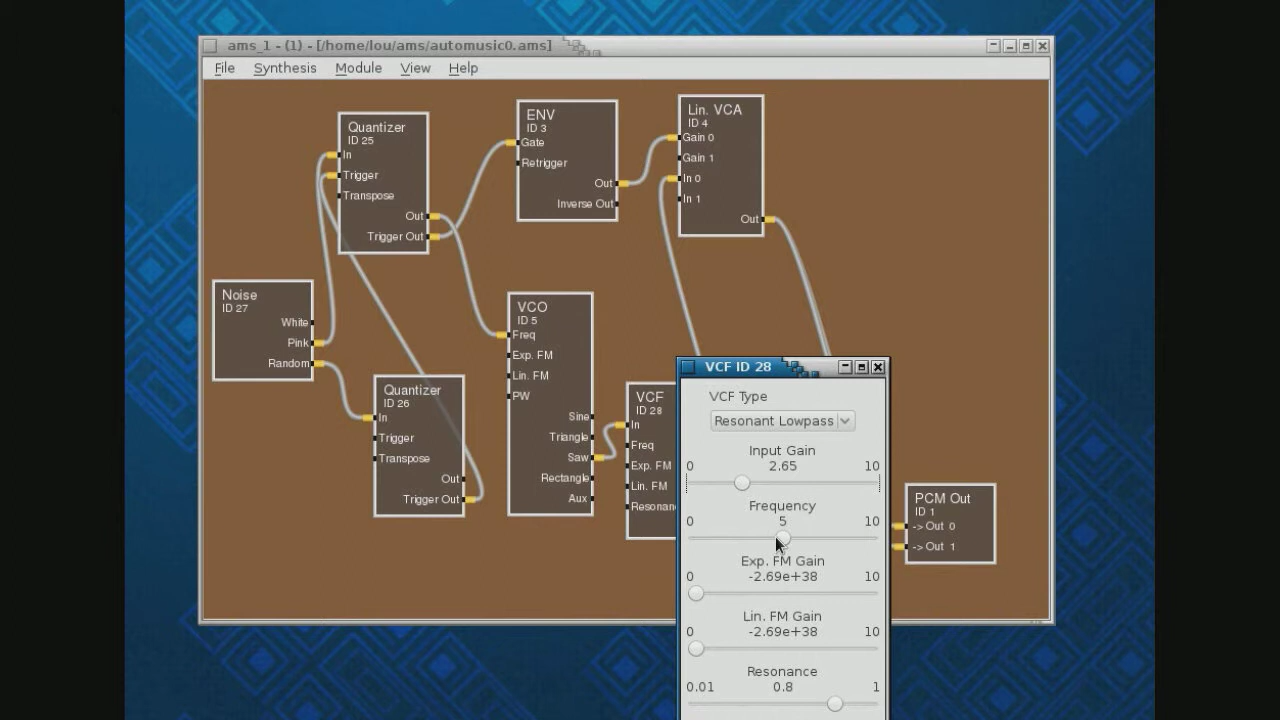 ams_1 - (1) - [/home/lou/ams/automusic0.ams]
File Synthesis Module View Help
Quantizer
ID 25
In
Trigger
Transpose
Out
Trigger Out
ENV
ID 3
Gate
Retrigger
Out
Inverse Out
Lin. VCA
ID 4
Gain 0
Gain 1
In 0
In 1
Out
Noise
ID 27
White
Pink
Random
Quantizer
ID 26
In
Trigger
Transpose
Out
Trigger Out
VCO
ID 5
Freq
Exp. FM
Lin. FM
PW
Sine
Triangle
Saw
Rectangle
Aux
VCF
ID 28
In
Freq
Exp. FM
Lin. FM
Resonan
VCF ID 28
VCF Type
Resonant Lowpass
Input Gain
0 2.65 10
Frequency
0 5 10
Exp. FM Gain
0 -2.69e+38 10
Lin. FM Gain
0 -2.69e+38 10
Resonance
0.01 0.8 1
PCM Out
ID 1
-> Out 0
-> Out 1